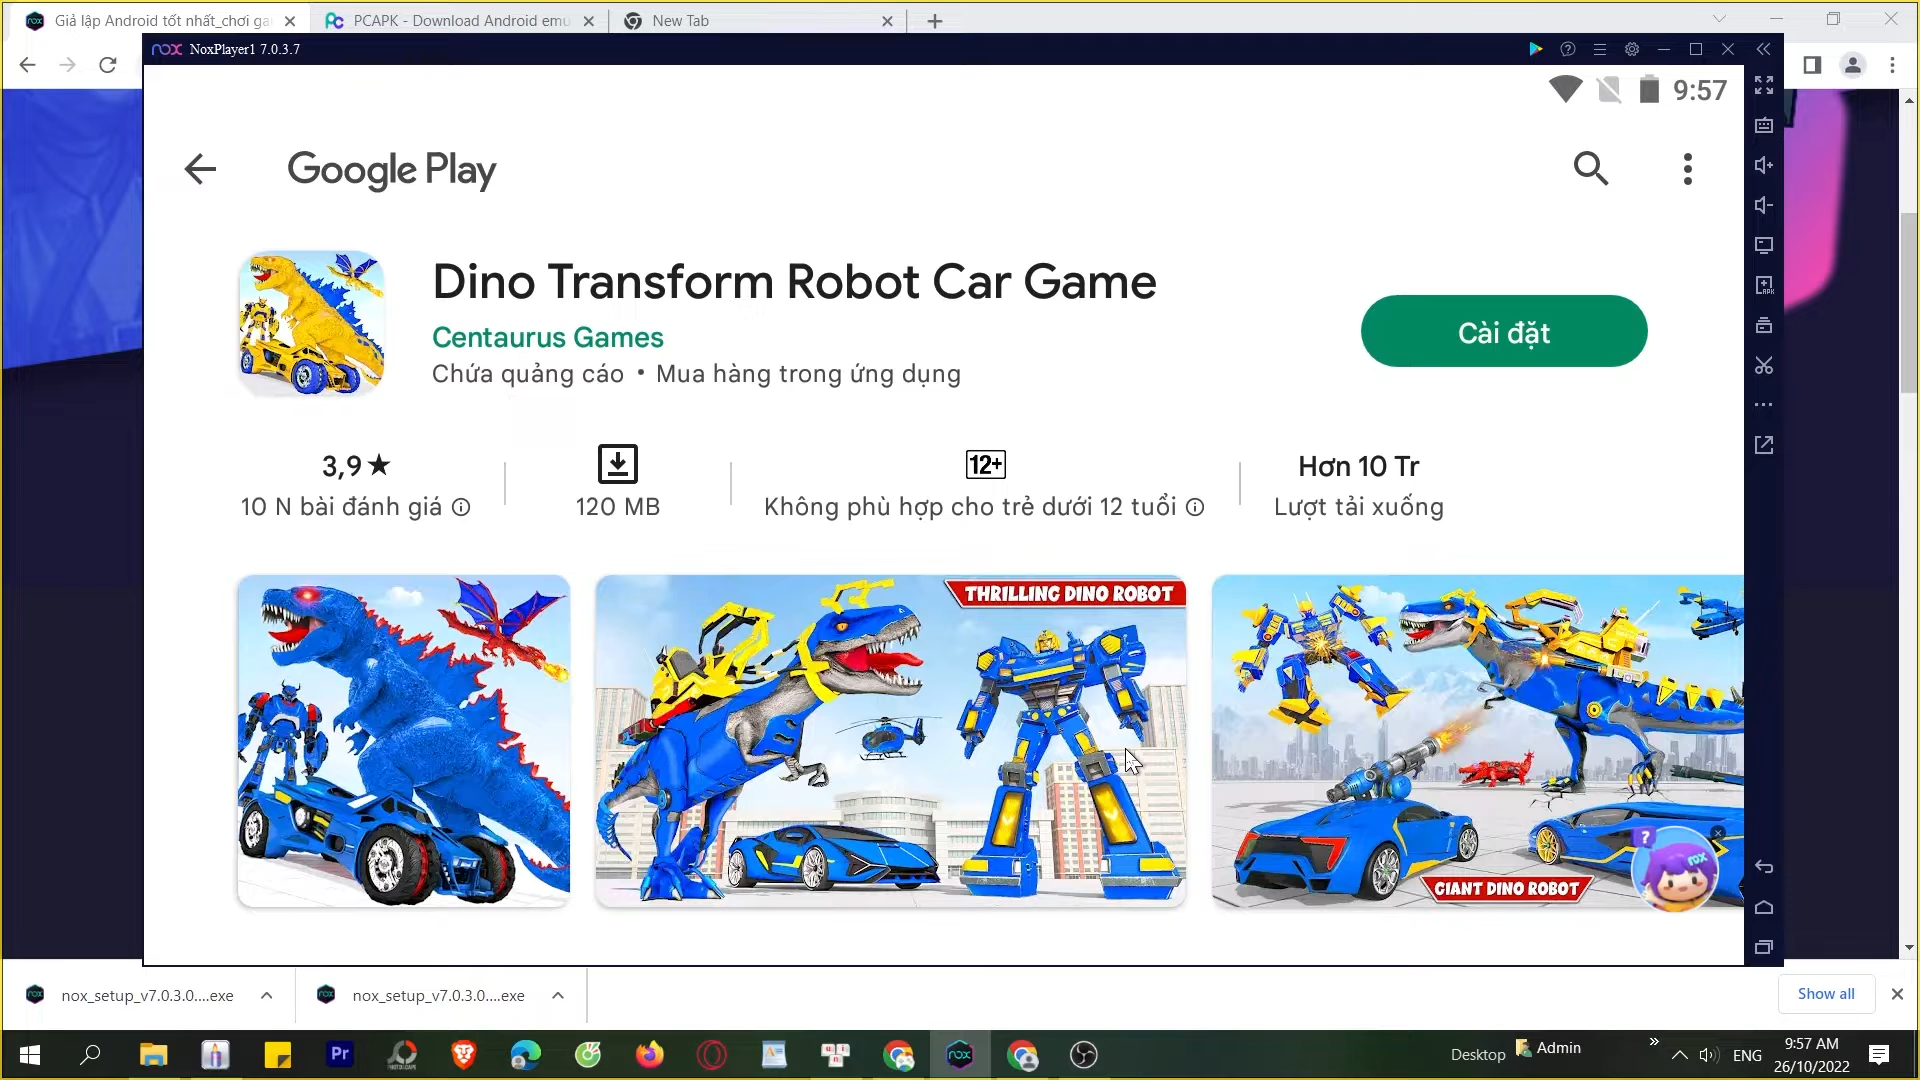 Giả lập Android tốt nhất_chơi ga
PCAPK - Download Android emu
New Tab
nox NoxPlayer1 7.0.3.7
9:57
Google Play
Dino Transform Robot Car Game
Centaurus Games
Chứa quảng cáo • Mua hàng trong ứng dụng
Cài đặt
3,9★
10 N bài đánh giá
120 MB
12+
Không phù hợp cho trẻ dưới 12 tuổi
Hơn 10 Tr
Lượt tải xuống
THRILLING DINO ROBOT
GIANT DINO ROBOT
nox_setup_v7.0.3.0....exe
nox_setup_v7.0.3.0....exe
Show all
Desktop
Admin
ENG
9:57 AM
26/10/2022